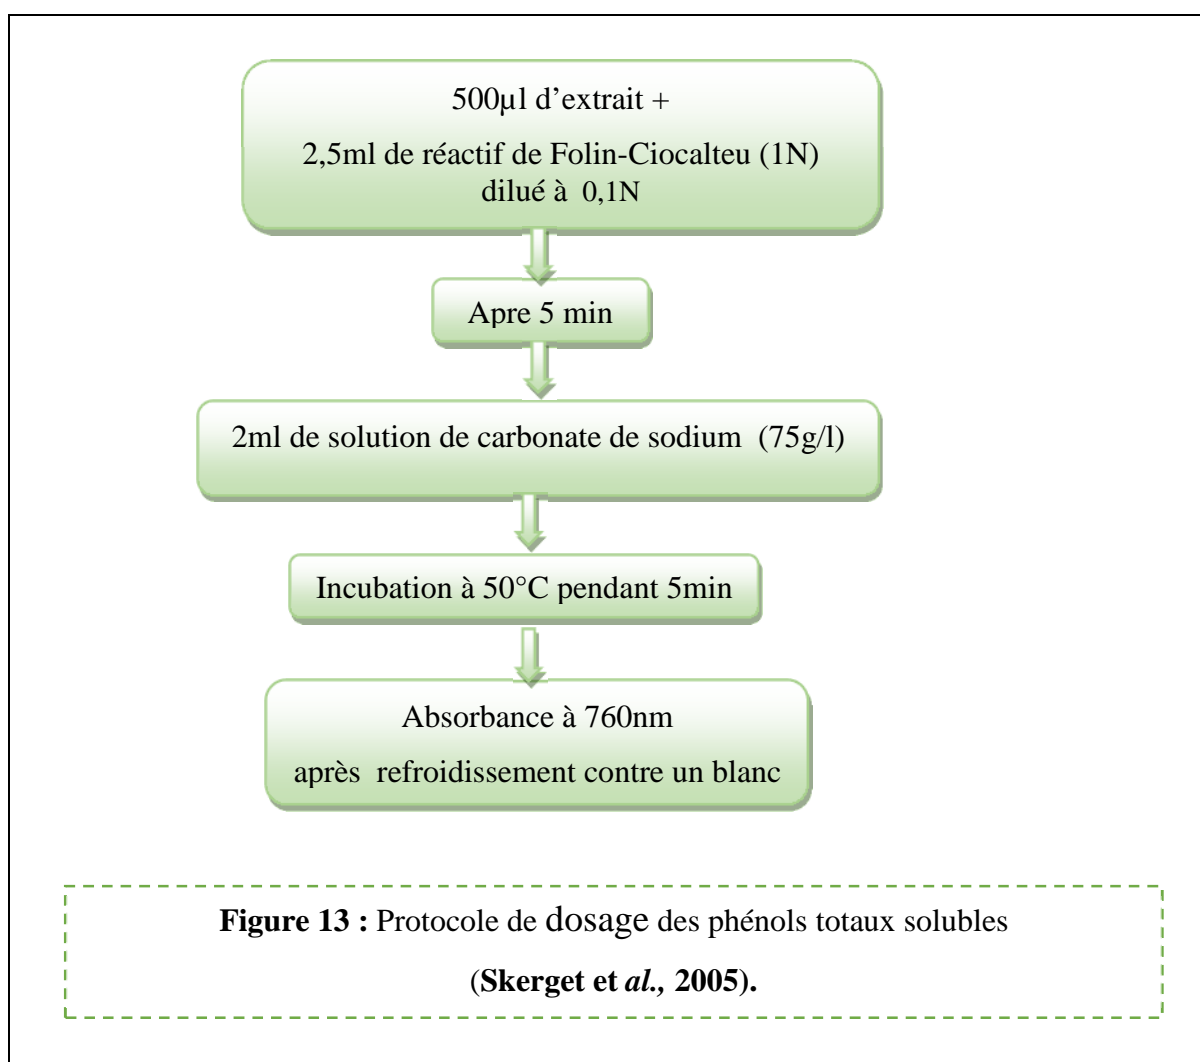 500µl d’extrait +
2,5ml de réactif de Folin-Ciocalteu (1N)
dilué à 0,1N
Apre 5 min
2ml de solution de carbonate de sodium (75g/l)
Incubation à 50°C pendant 5min
Absorbance à 760nm
après refroidissement contre un blanc
Figure 13 : Protocole de dosage des phénols totaux solubles
(Skerget et al., 2005).